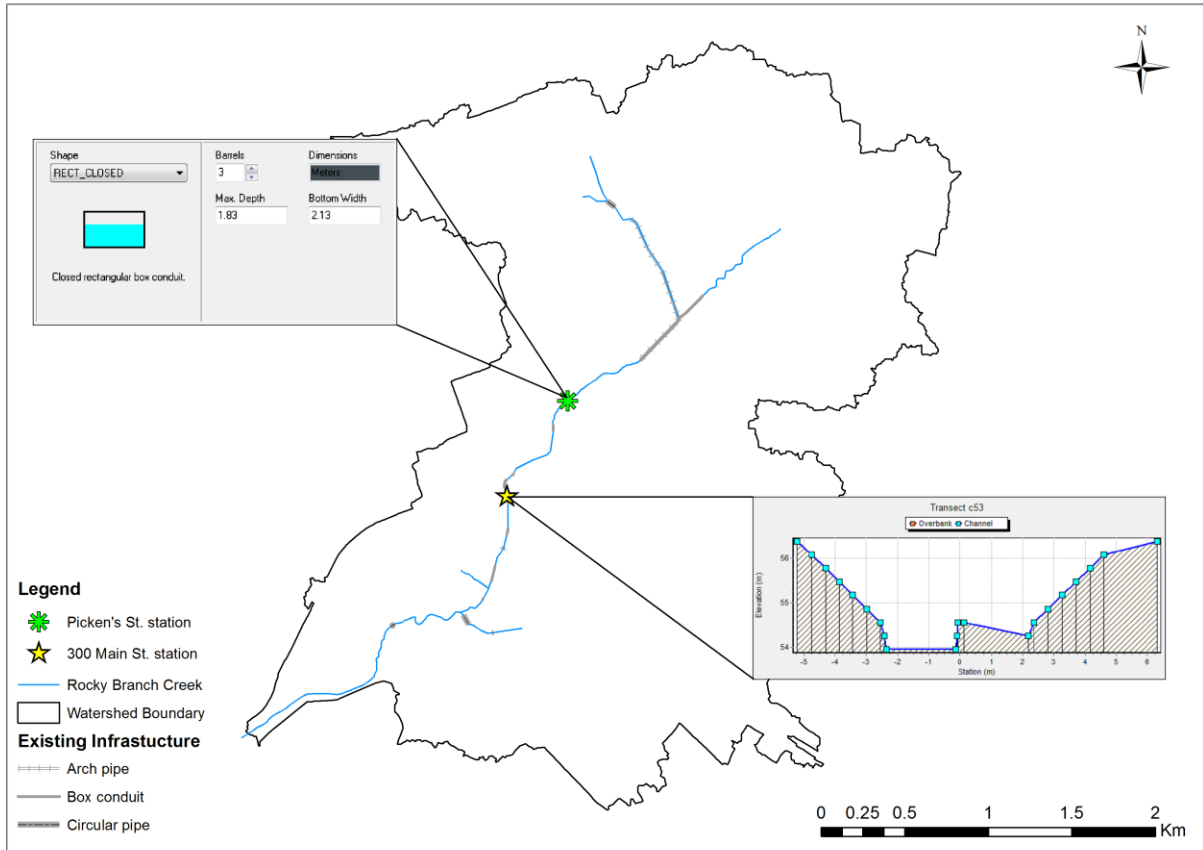 N
Shape
RECT_CLOSED
Closed rectangular box conduit.
Barrels
3
Dimensions
Meters
Max. Depth
1.83
Bottom Width
2.13
Transect c53
Overbank Channel
Elevation (m)
56
55
54
-5 -4 -3 -2 -1 0 1 2 3 4 5 6
Station (m)
Legend
Picken's St. station
300 Main St. station
Rocky Branch Creek
Watershed Boundary
Existing Infrastucture
Arch pipe
Box conduit
Circular pipe
0 0.25 0.5 1 1.5 2
Km